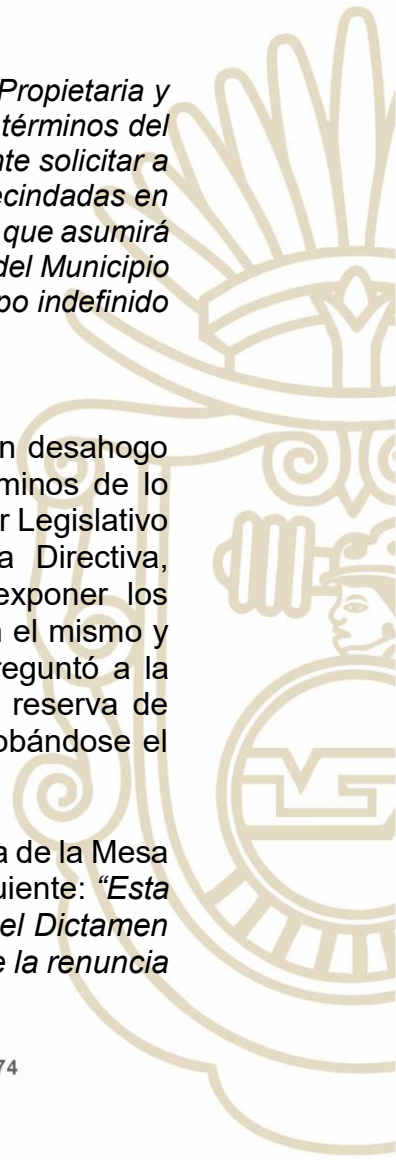 Propietaria y
términos del
nte solicitar a
ecindadas en
que asumirá
del Municipio
po indefinido
n desahogo
minos de lo
r Legislativo
a Directiva,
exponer los
n el mismo y
reguntó a la
reserva de
obándose el
a de la Mesa
uiente: “Esta
el Dictamen
e la renuncia
74